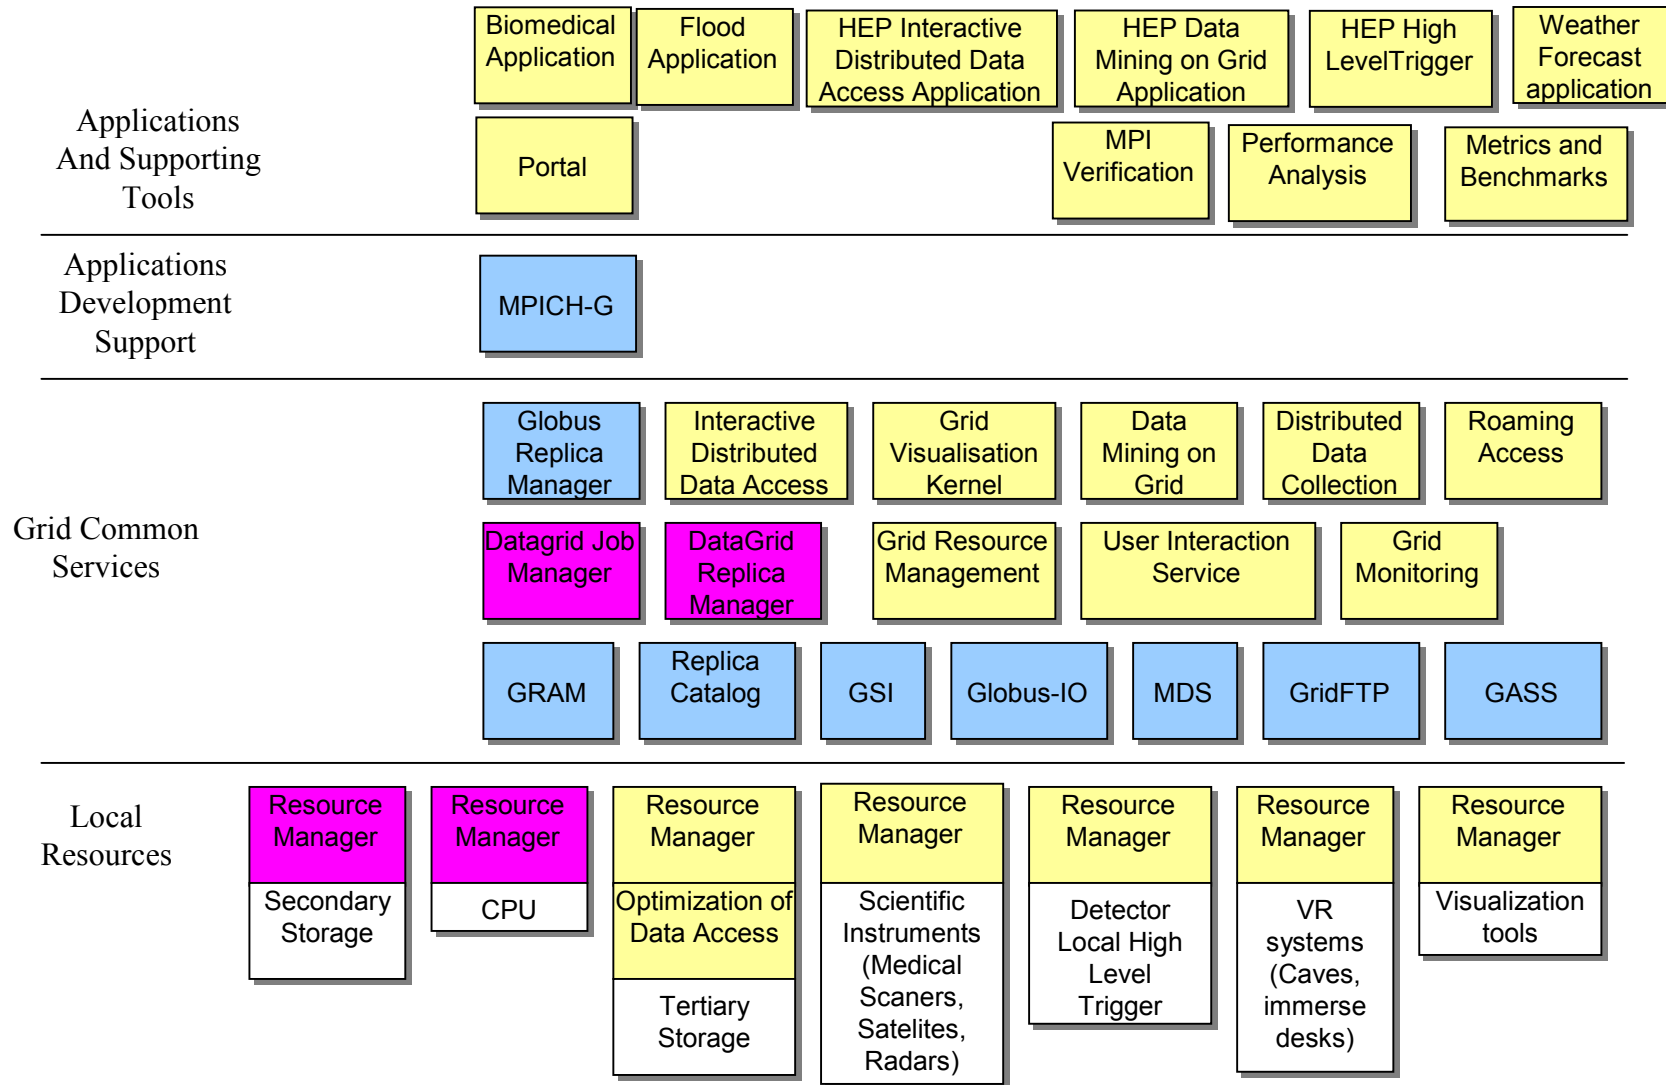 Biomedical
Application
Flood
Application
HEP Interactive
Distributed Data
Access Application
HEP Data
Mining on Grid
Application
HEP High
LevelTrigger
Weather
Forecast
application
Applications
And Supporting
Tools
Portal
MPI
Verification
Performance
Analysis
Metrics and
Benchmarks
Applications
Development
Support
MPICH-G
Globus
Replica
Manager
Interactive
Distributed
Data Access
Grid
Visualisation
Kernel
Data
Mining on
Grid
Distributed
Data
Collection
Roaming
Access
Grid Common
Services
Datagrid Job
Manager
DataGrid
Replica
Manager
Grid Resource
Management
User Interaction
Service
Grid
Monitoring
GRAM
Replica
Catalog
GSI
Globus-IO
MDS
GridFTP
GASS
Local
Resources
Resource
Manager
Secondary
Storage
Resource
Manager
CPU
Resource
Manager
Optimization of
Data Access
Tertiary
Storage
Resource
Manager
Scientific
Instruments
(Medical
Scaners,
Satelites,
Radars)
Resource
Manager
Detector
Local High
Level
Trigger
Resource
Manager
VR
systems
(Caves,
immerse
desks)
Resource
Manager
Visualization
tools